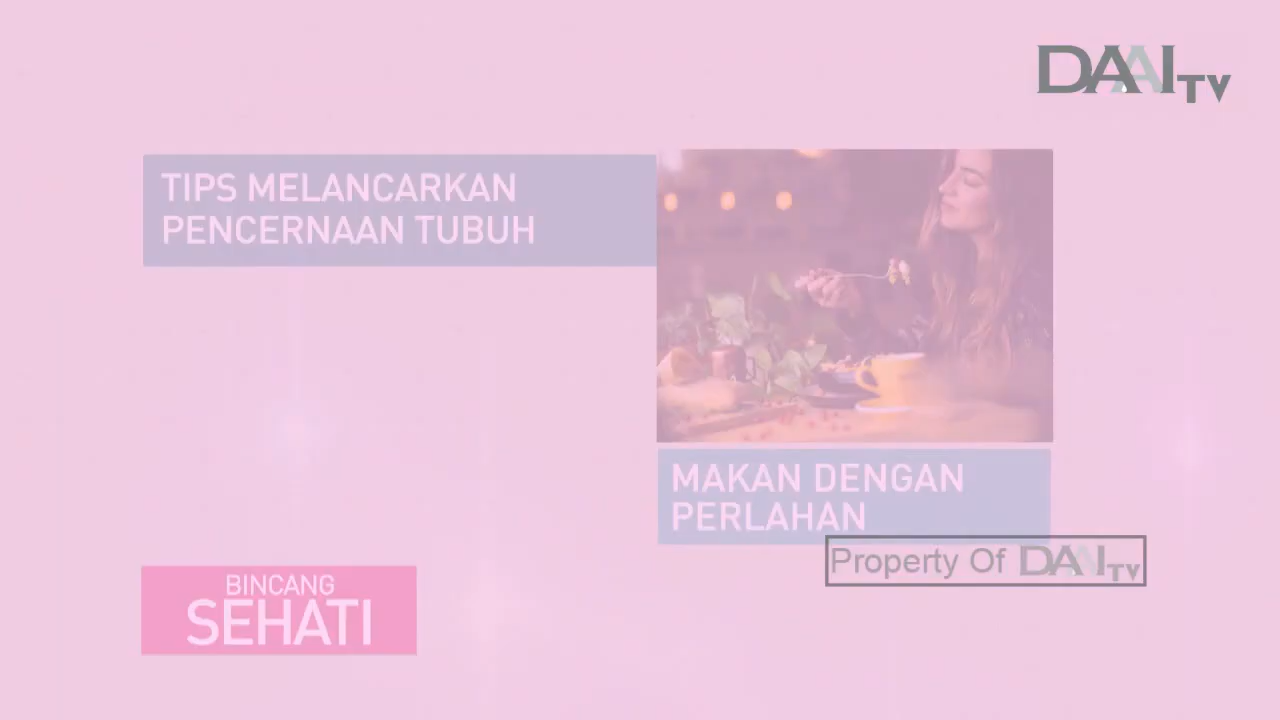 DAAI TV
TIPS MELANCARKAN
PENCERNAAN TUBUH
MAKAN DENGAN
PERLAHAN
Property Of DAAI TV
BINCANG
SEHATI